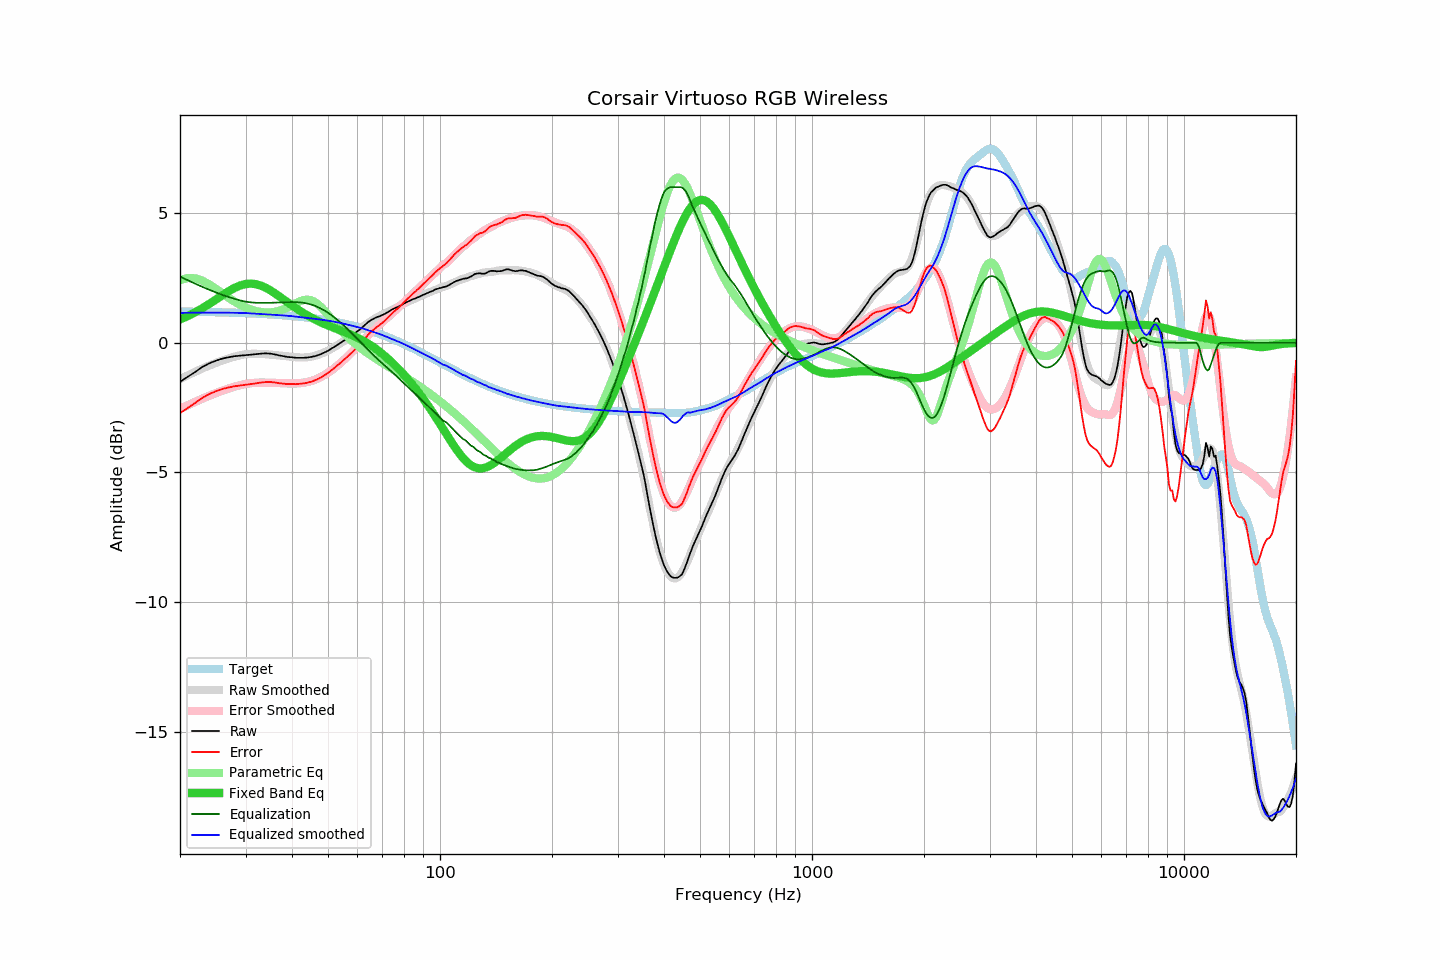 Corsair Virtuoso RGB Wireless
5
0
−5
−10
−15
Amplitude (dBr)
Target
Raw Smoothed
Error Smoothed
Raw
Error
Parametric Eq
Fixed Band Eq
Equalization
Equalized smoothed
100
1000
10000
Frequency (Hz)